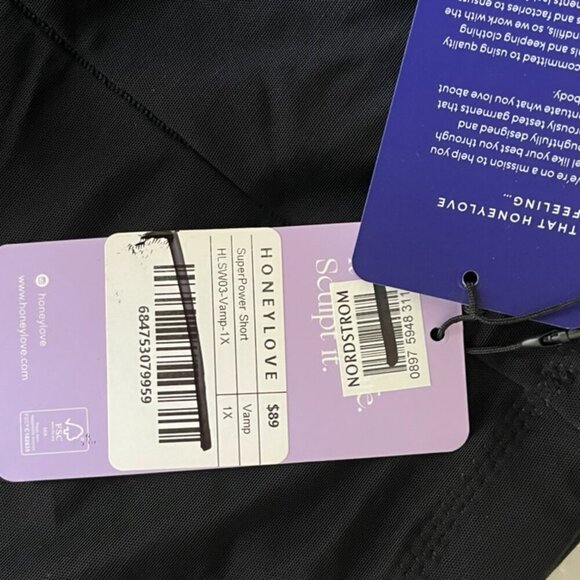 THAT HONEYLOVE
FEELING...
We're on a mission to help you
feel like your best you through
thoughtfully designed and
rigorously tested garments that
accentuate what you love about
body.
committed to using quality
and keeping clothing
landfills, so we work with the
and factories to ensure
HONEYLOVE
$89
SuperPower Short
Vamp
HLSW03-Vamp-1X
1X
684753079959
Sculpt It.
NORDSTROM
0897 5948 311
honeylove
www.honeylove
FSC